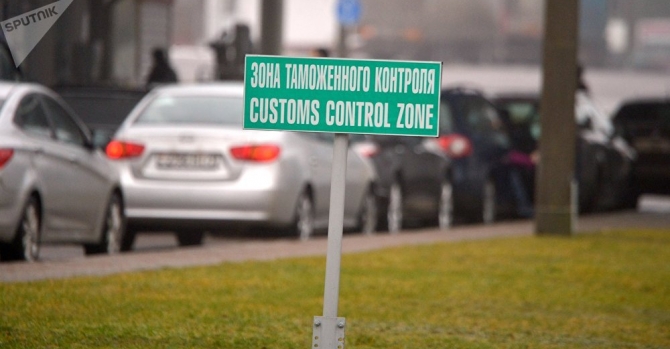 SPUTNIK
ЗОНА ТАМОЖЕННОГО КОНТРОЛЯ
CUSTOMS CONTROL ZONE